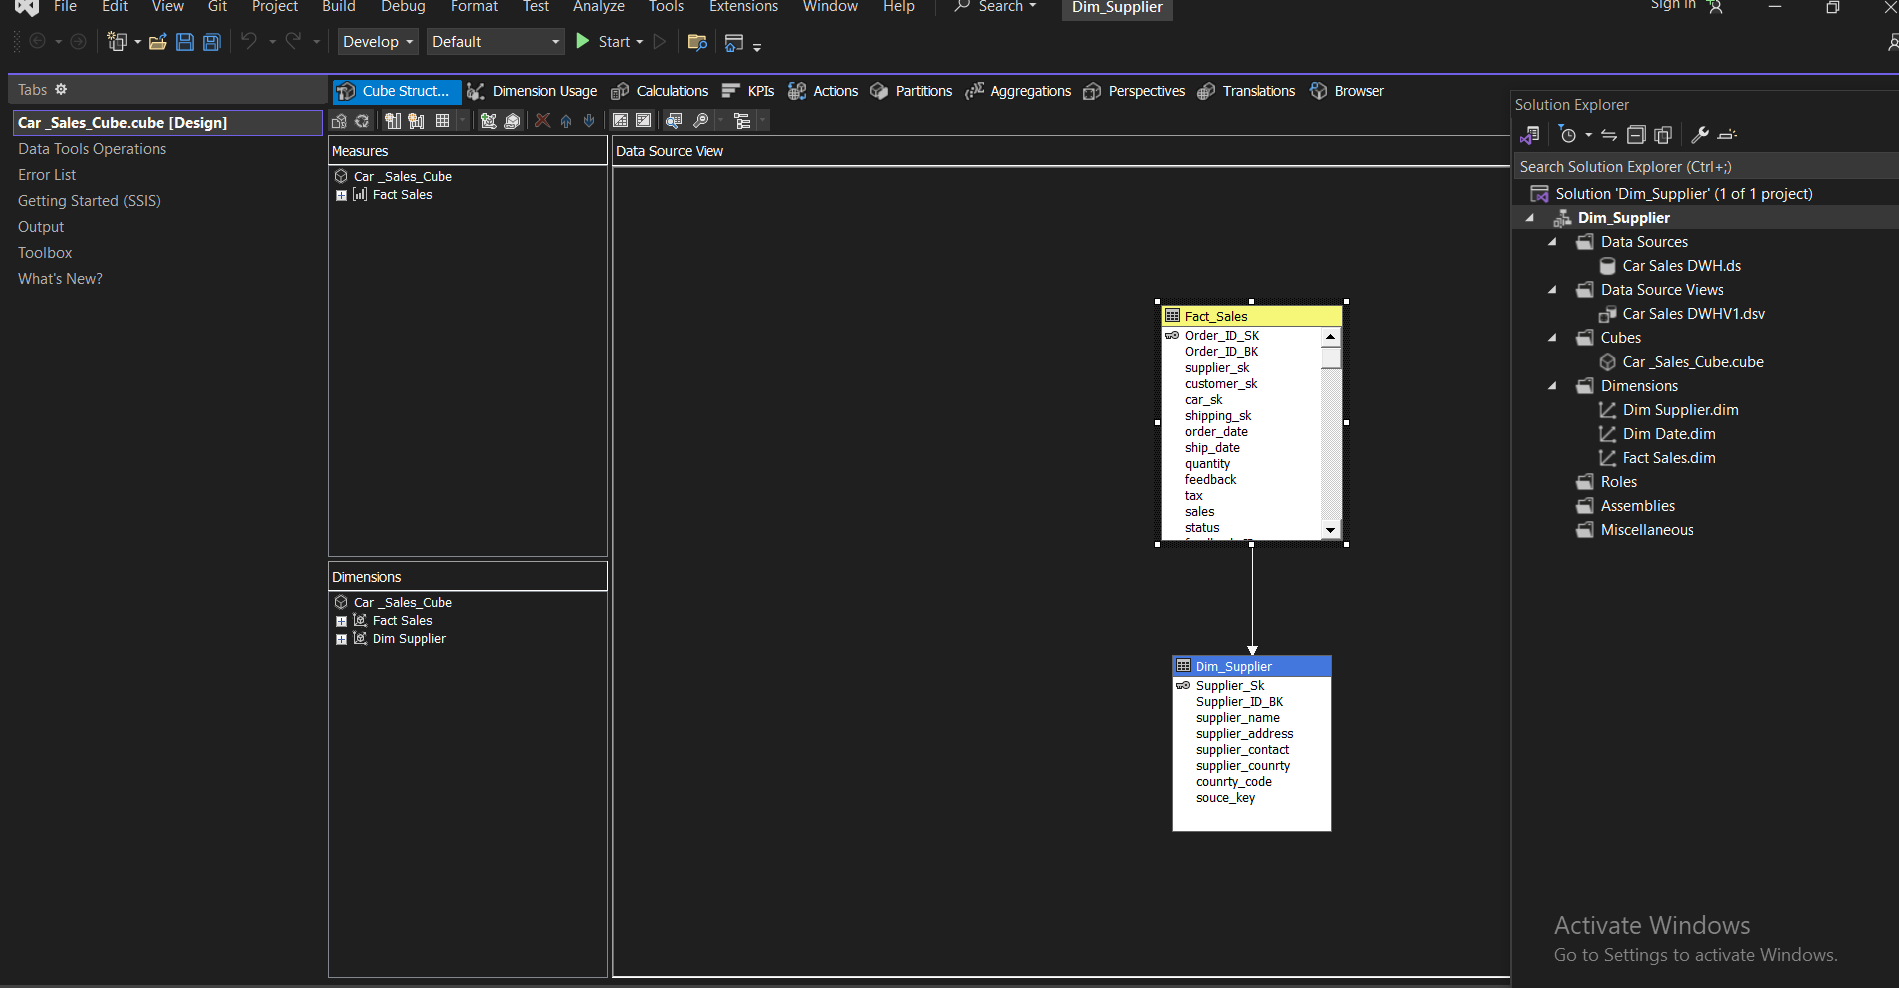 File Edit View Git Project Build Debug Format Test Analyze Tools Extensions Window Help Search Dim_Supplier Sign in
Develop Default Start
Tabs
Car _Sales_Cube.cube [Design]
Data Tools Operations
Error List
Getting Started (SSIS)
Output
Toolbox
What's New?
Cube Struct... Dimension Usage Calculations KPIs Actions Partitions Aggregations Perspectives Translations Browser
Measures
Car _Sales_Cube
Fact Sales
Dimensions
Car _Sales_Cube
Fact Sales
Dim Supplier
Data Source View
Fact_Sales
Order_ID_SK
Order_ID_BK
supplier_sk
customer_sk
car_sk
shipping_sk
order_date
ship_date
quantity
feedback
tax
sales
status
Dim_Supplier
Supplier_Sk
Supplier_ID_BK
supplier_name
supplier_address
supplier_contact
supplier_counrty
counrty_code
souce_key
Solution Explorer
Search Solution Explorer (Ctrl+;)
Solution 'Dim_Supplier' (1 of 1 project)
Dim_Supplier
Data Sources
Car Sales DWH.ds
Data Source Views
Car Sales DWHV1.dsv
Cubes
Car _Sales_Cube.cube
Dimensions
Dim Supplier.dim
Dim Date.dim
Fact Sales.dim
Roles
Assemblies
Miscellaneous
Activate Windows
Go to Settings to activate Windows.